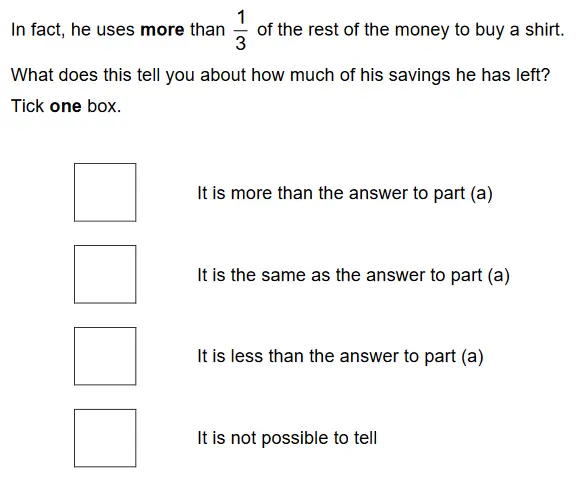 In fact, he uses more than 1/3 of the rest of the money to buy a shirt.
What does this tell you about how much of his savings he has left?
Tick one box.
It is more than the answer to part (a)
It is the same as the answer to part (a)
It is less than the answer to part (a)
It is not possible to tell